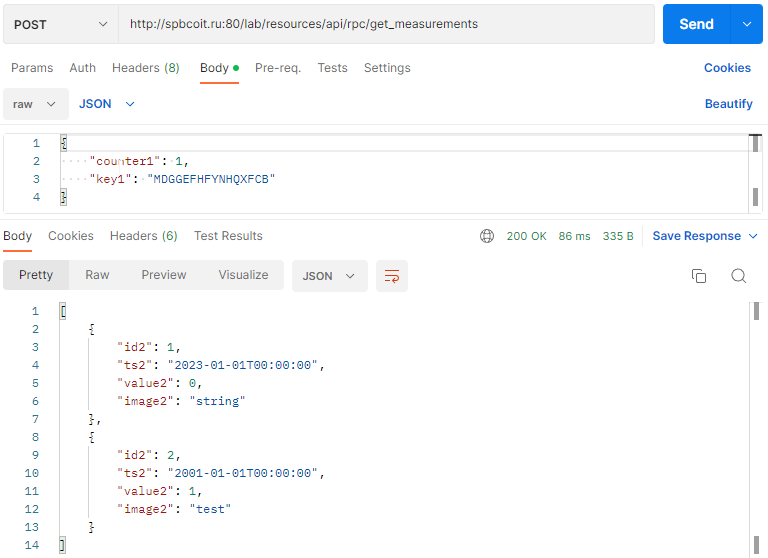 POST http://spbcoit.ru:80/lab/resources/api/rpc/get_measurements Send
Params Auth Headers (8) Body Pre-req. Tests Settings Cookies
raw JSON Beautify
1 {
2 "counter1": 1,
3 "key1": "MDGGEFHFYNHQXFCB"
4 }
Body Cookies Headers (6) Test Results 200 OK 86 ms 335 B Save Response
Pretty Raw Preview Visualize JSON
1 [
2 {
3 "id2": 1,
4 "ts2": "2023-01-01T00:00:00",
5 "value2": 0,
6 "image2": "string"
7 },
8 {
9 "id2": 2,
10 "ts2": "2001-01-01T00:00:00",
11 "value2": 1,
12 "image2": "test"
13 }
14 ]